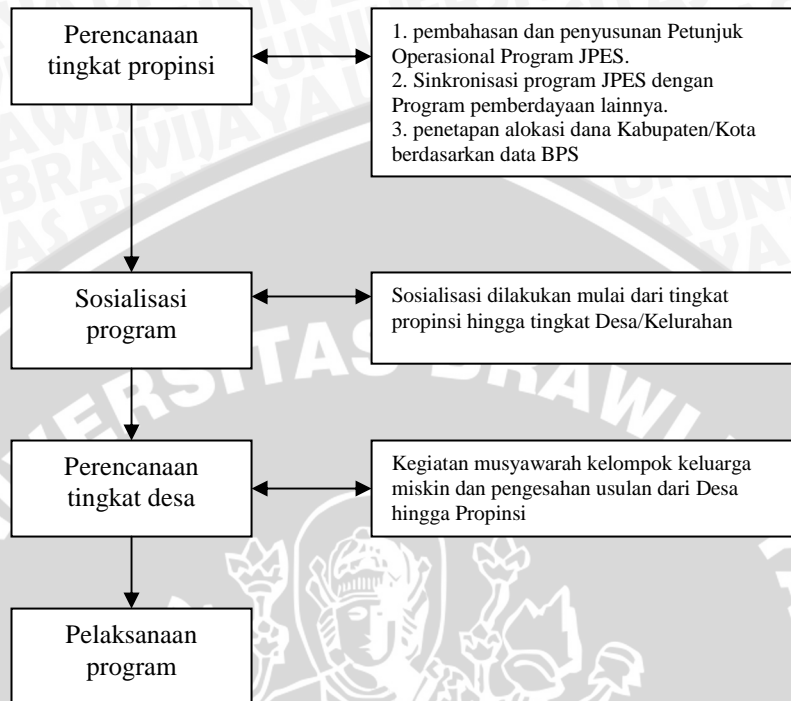 Perencanaan
tingkat propinsi
1. pembahasan dan penyusunan Petunjuk
Operasional Program JPES.
2. Sinkronisasi program JPES dengan
Program pemberdayaan lainnya.
3. penetapan alokasi dana Kabupaten/Kota
berdasarkan data BPS
Sosialisasi
program
Sosialisasi dilakukan mulai dari tingkat
propinsi hingga tingkat Desa/Kelurahan
Perencanaan
tingkat desa
Kegiatan musyawarah kelompok keluarga
miskin dan pengesahan usulan dari Desa
hingga Propinsi
Pelaksanaan
program